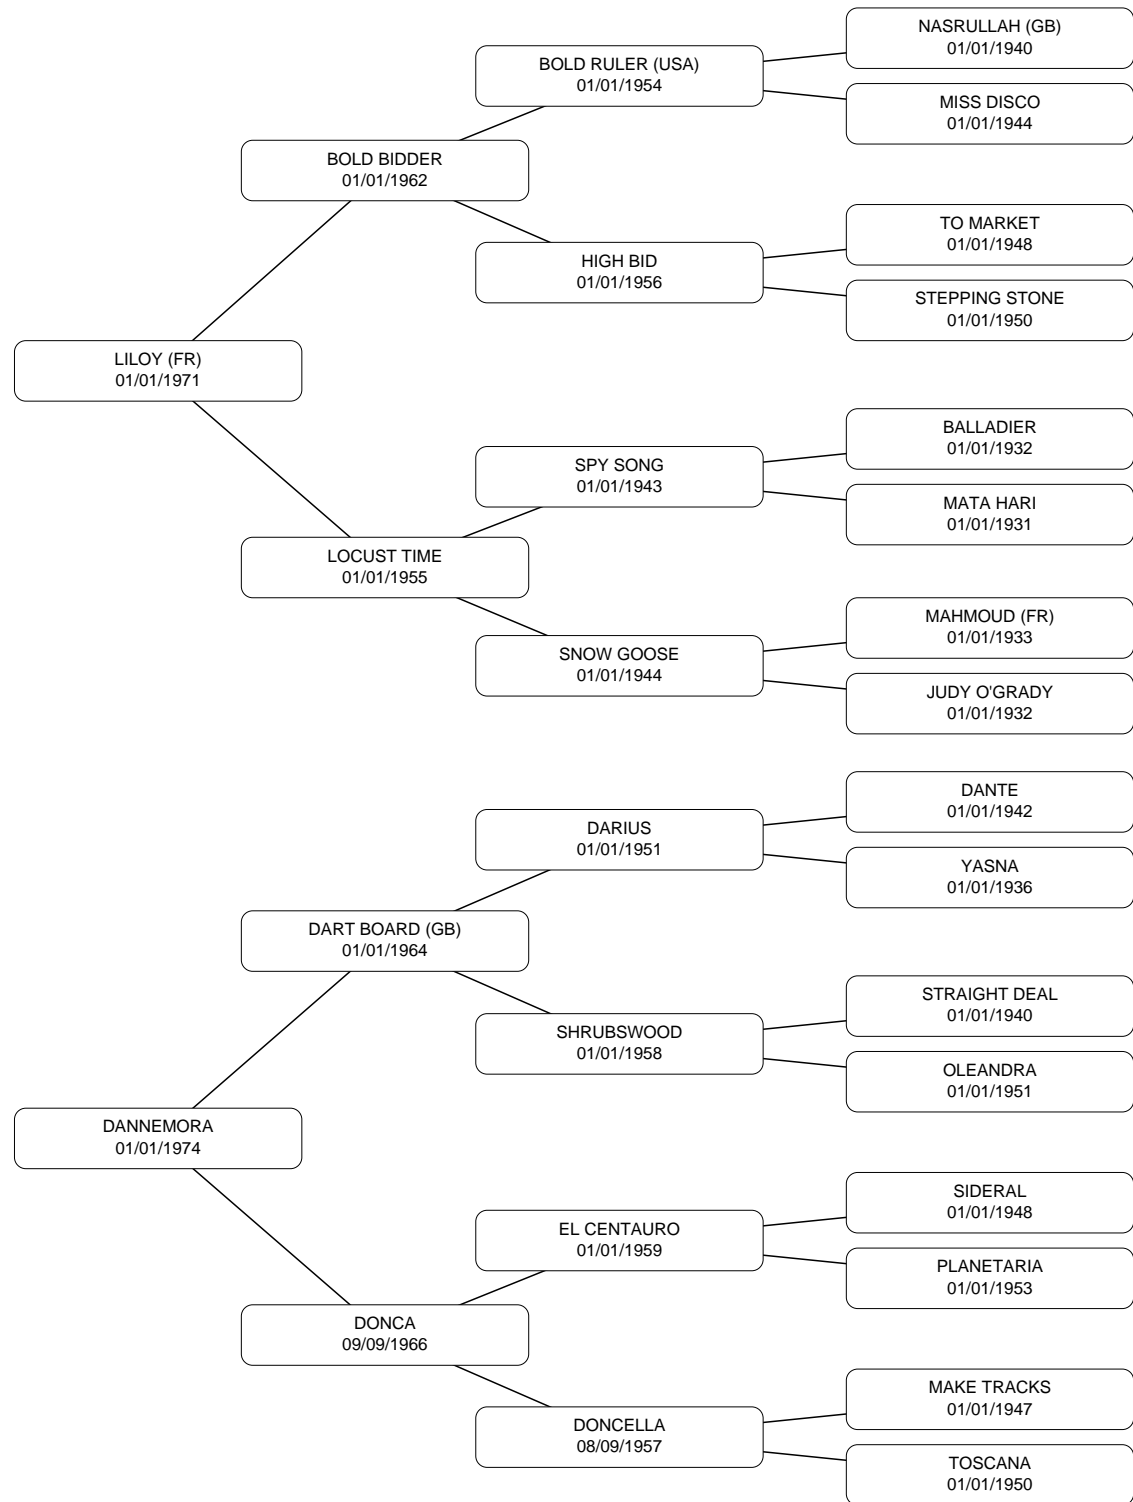 NASRULLAH (GB)
01/01/1940
BOLD RULER (USA)
01/01/1954
MISS DISCO
01/01/1944
BOLD BIDDER
01/01/1962
TO MARKET
01/01/1948
HIGH BID
01/01/1956
STEPPING STONE
01/01/1950
LILOY (FR)
01/01/1971
BALLADIER
01/01/1932
SPY SONG
01/01/1943
MATA HARI
01/01/1931
LOCUST TIME
01/01/1955
MAHMOUD (FR)
01/01/1933
SNOW GOOSE
01/01/1944
JUDY O'GRADY
01/01/1932
DANTE
01/01/1942
DARIUS
01/01/1951
YASNA
01/01/1936
DART BOARD (GB)
01/01/1964
STRAIGHT DEAL
01/01/1940
SHRUBSWOOD
01/01/1958
OLEANDRA
01/01/1951
DANNEMORA
01/01/1974
SIDERAL
01/01/1948
EL CENTAURO
01/01/1959
PLANETARIA
01/01/1953
DONCA
09/09/1966
MAKE TRACKS
01/01/1947
DONCELLA
08/09/1957
TOSCANA
01/01/1950